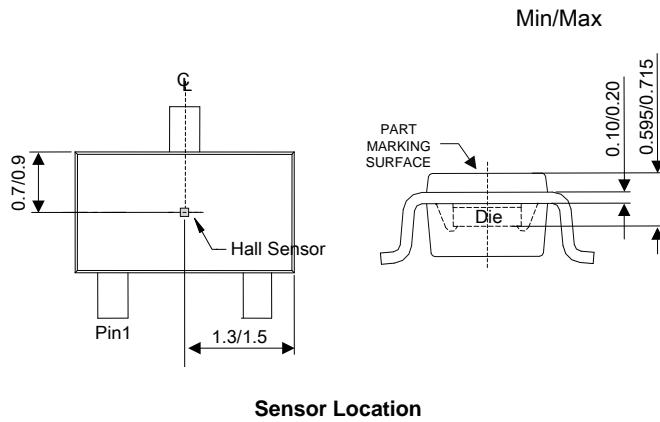 Min/Max
℄
0.7/0.9
Hall Sensor
Pin1
1.3/1.5
PART
MARKING
SURFACE
Die
0.10/0.20
0.595/0.715
Sensor Location